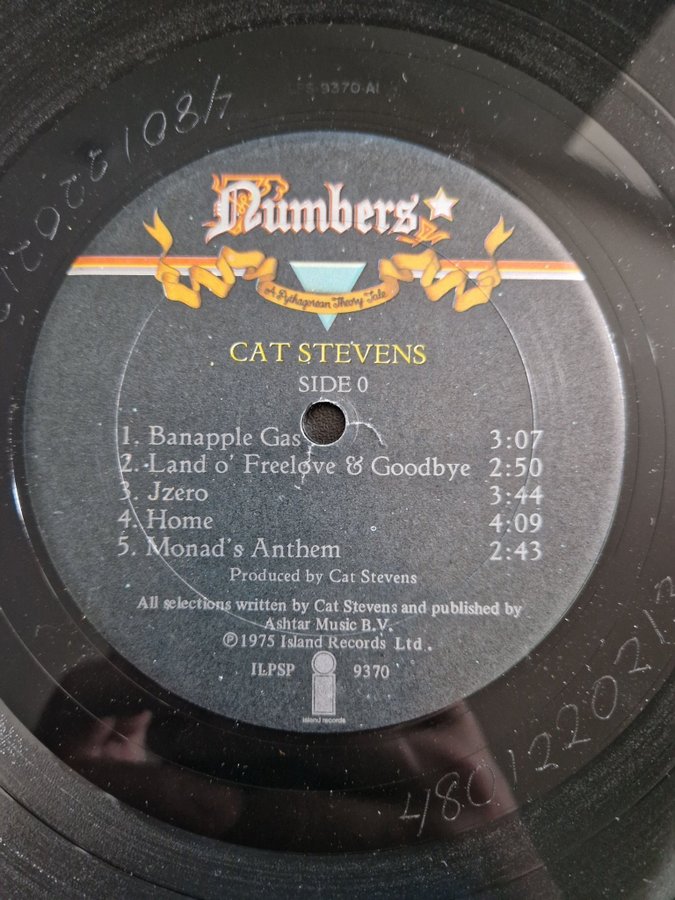 9370 A1
Numbers
A Pythagorean Theory Tale
CAT STEVENS
SIDE 0
1. Banapple Gas 3:07
2. Land o' Freelove & Goodbye 2:50
3. Jzero 3:44
4. Home 4:09
5. Monad's Anthem 2:43
Produced by Cat Stevens
All selections written by Cat Stevens and published by
Ashtar Music B.V.
℗1975 Island Records Ltd.
ILPSP 9370
island records